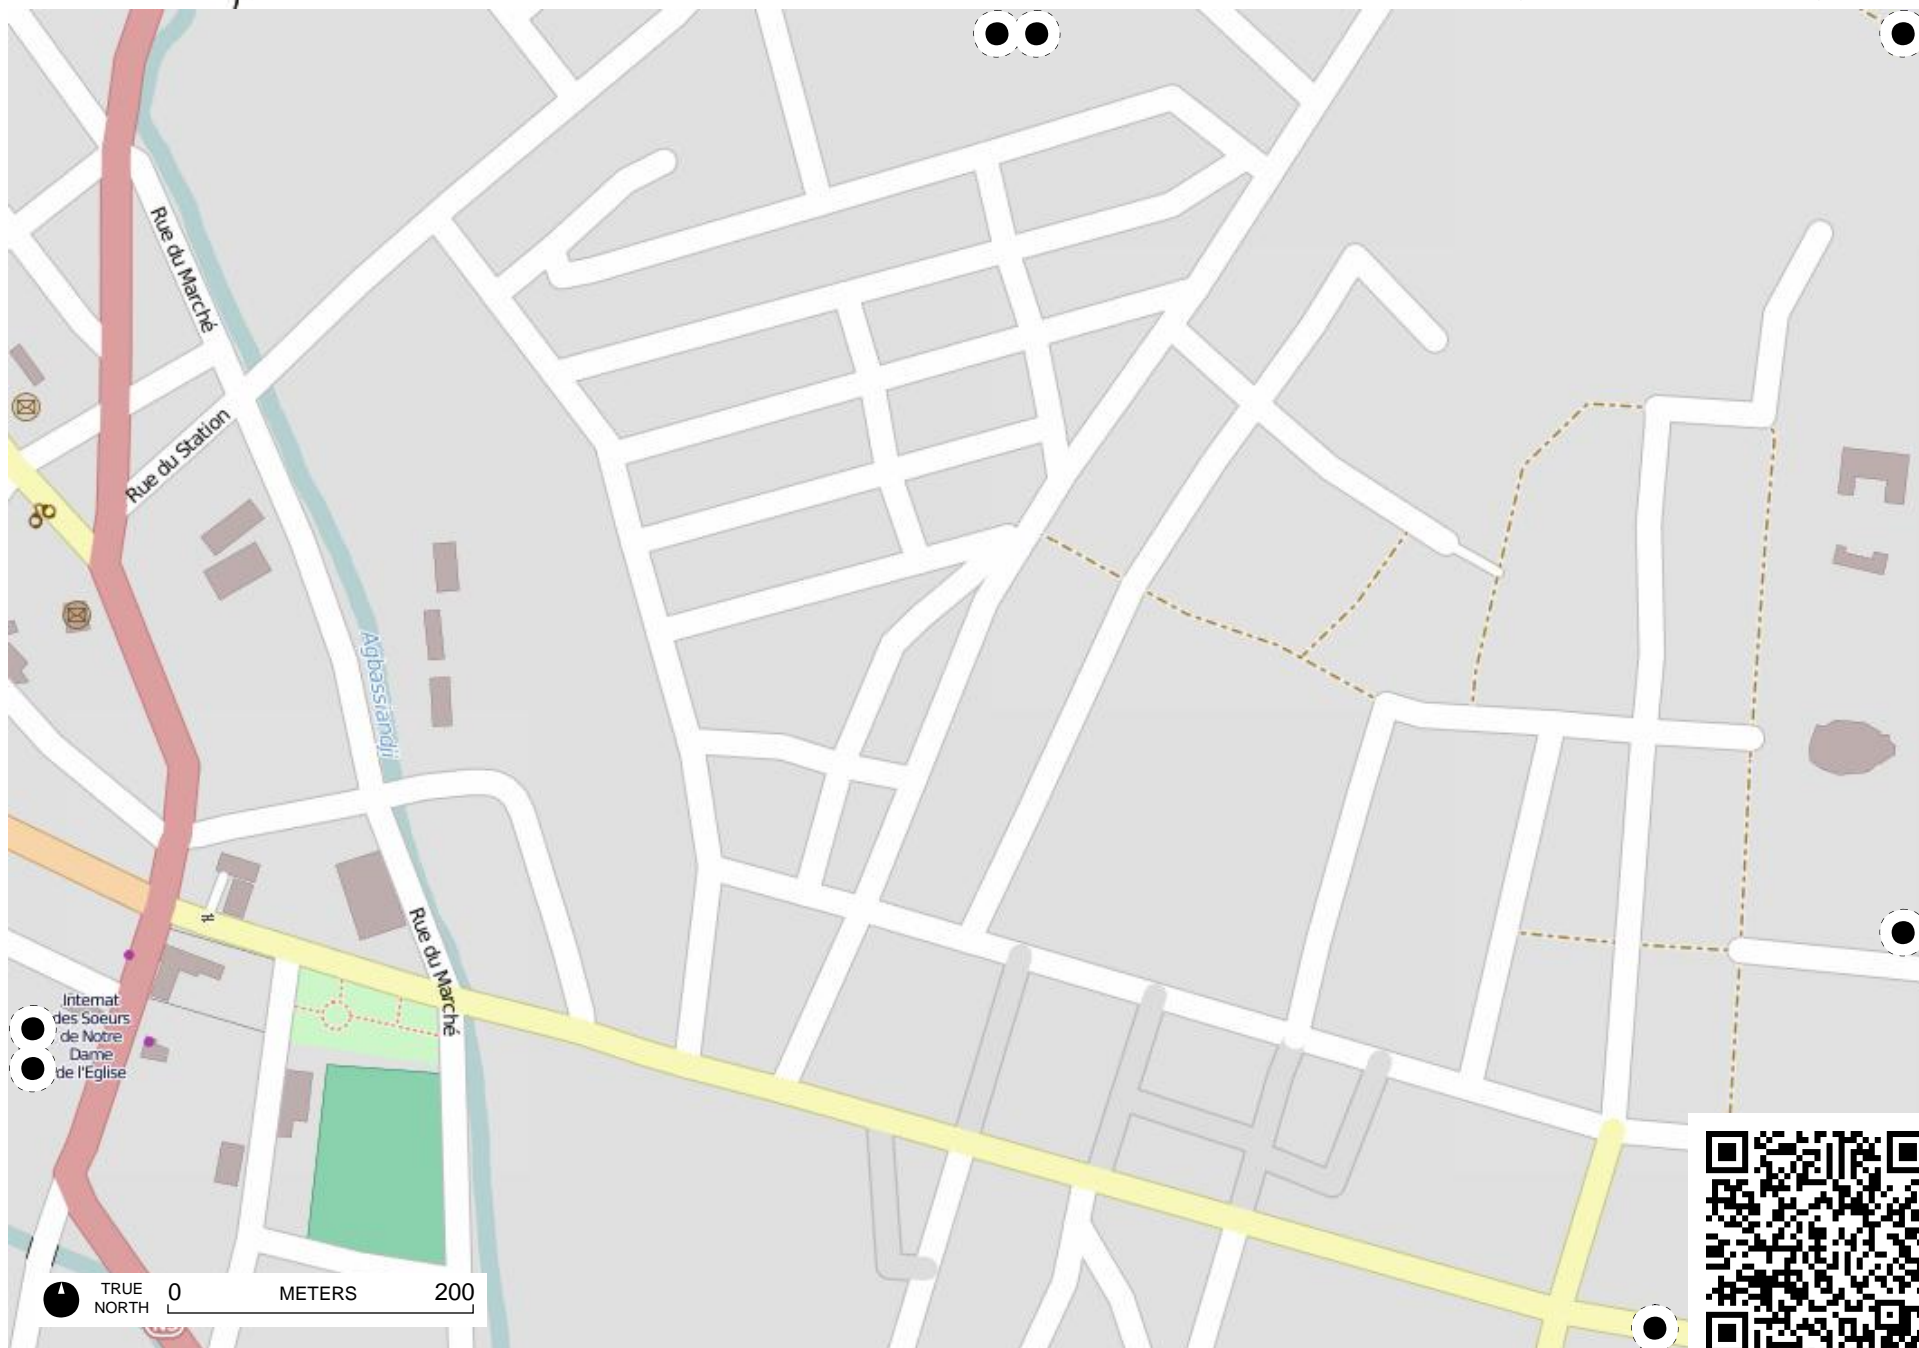 Rue du Marché
Rue du Station
Agbassiandji
Rue du Marché
Internat
des Soeurs
de Notre
Dame
de l'Eglise
TRUE
NORTH
0
METERS
200